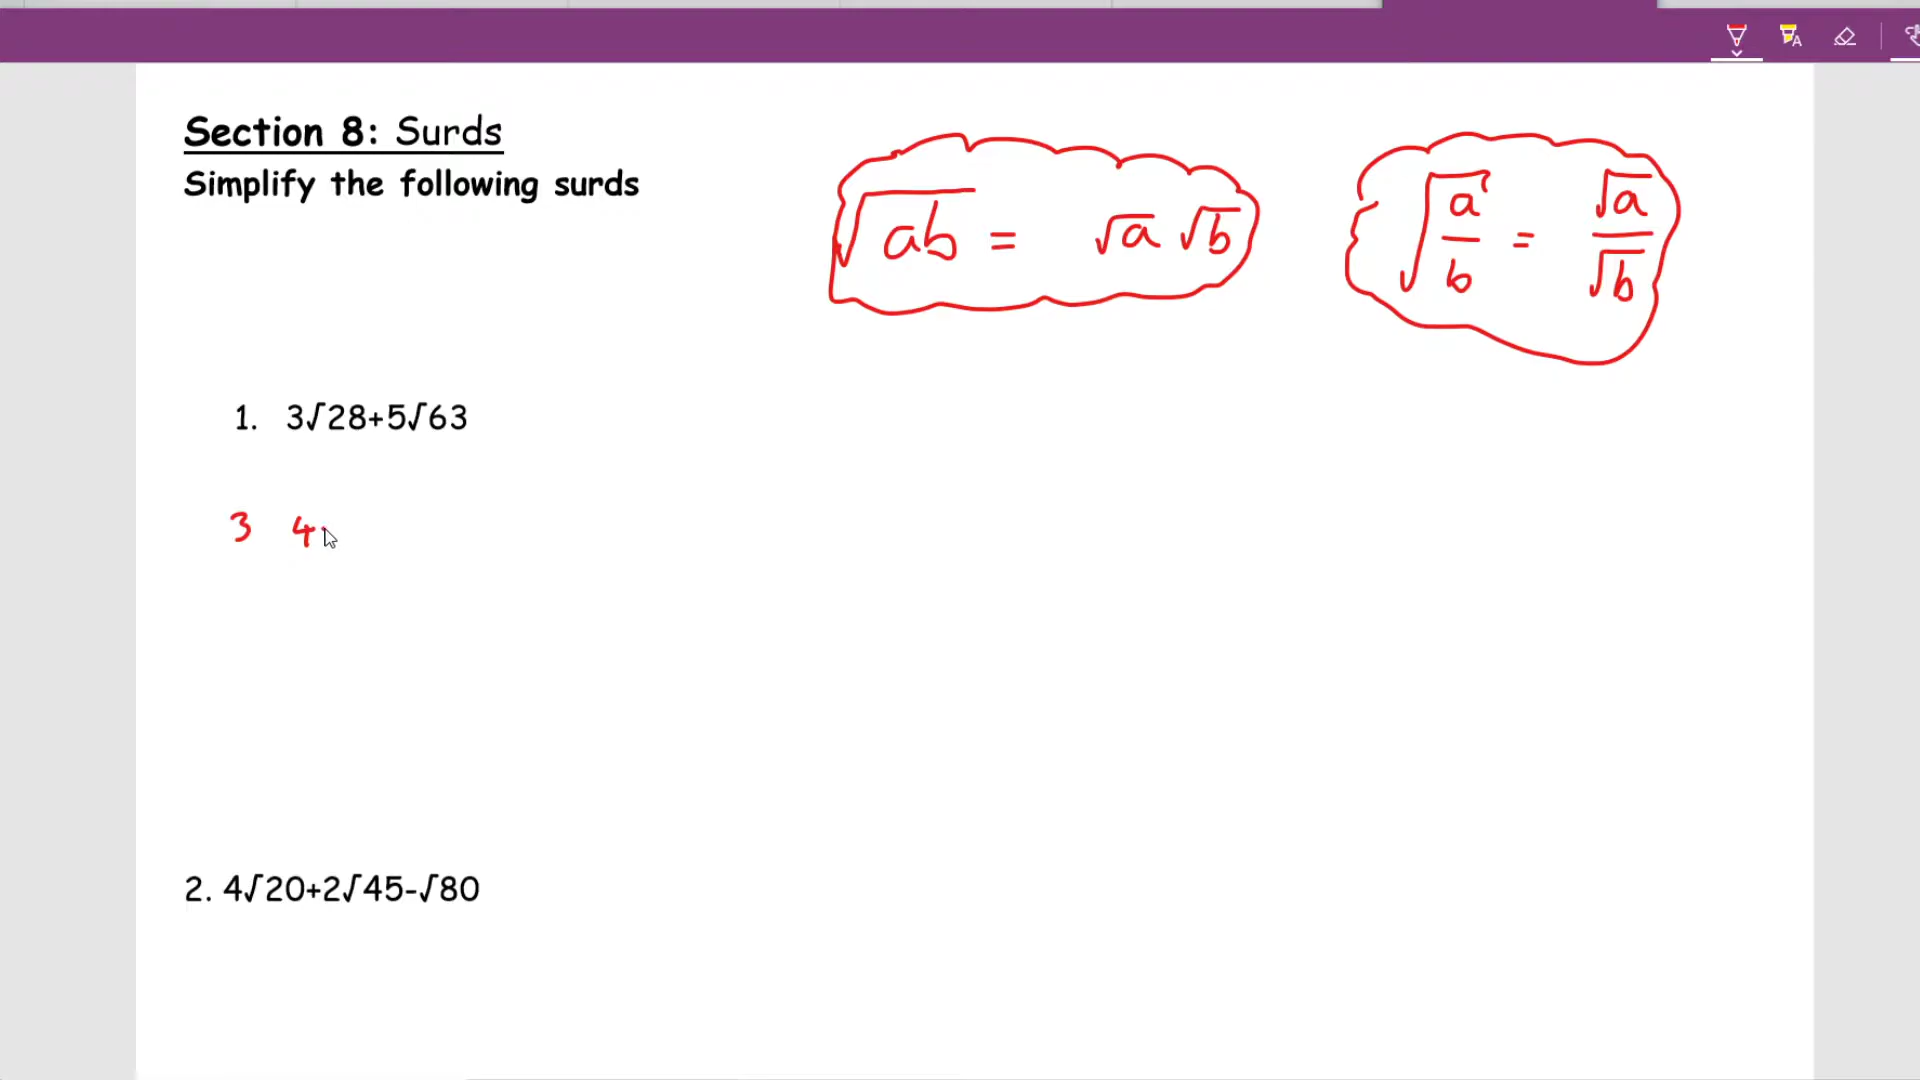 Section 8: Surds
Simplify the following surds
√ab = √a √b
√a/b = √a/√b
1. 3√28+5√63
3 4
2. 4√20+2√45-√80